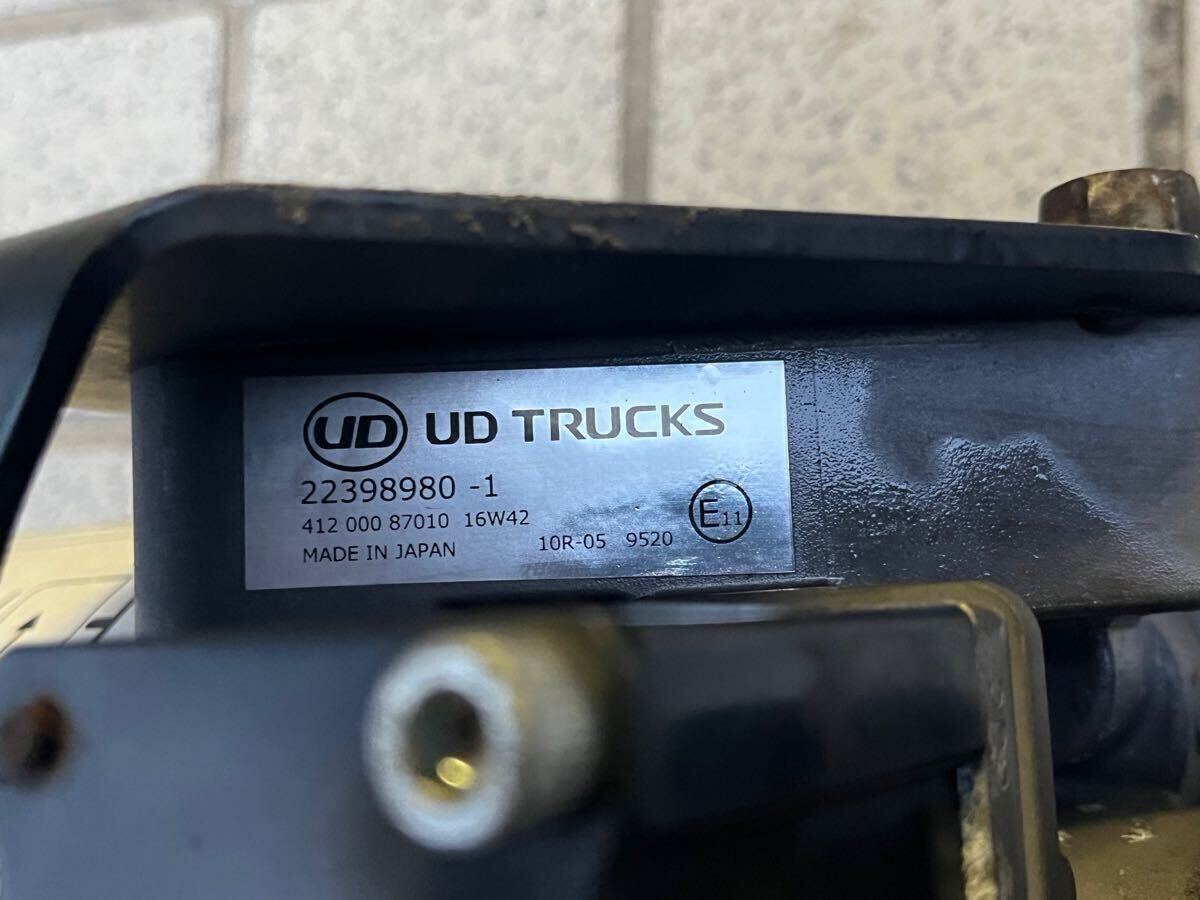 UD UD TRUCKS
22398980 -1
412 000 87010 16W42
MADE IN JAPAN 10R-05 9520 E11